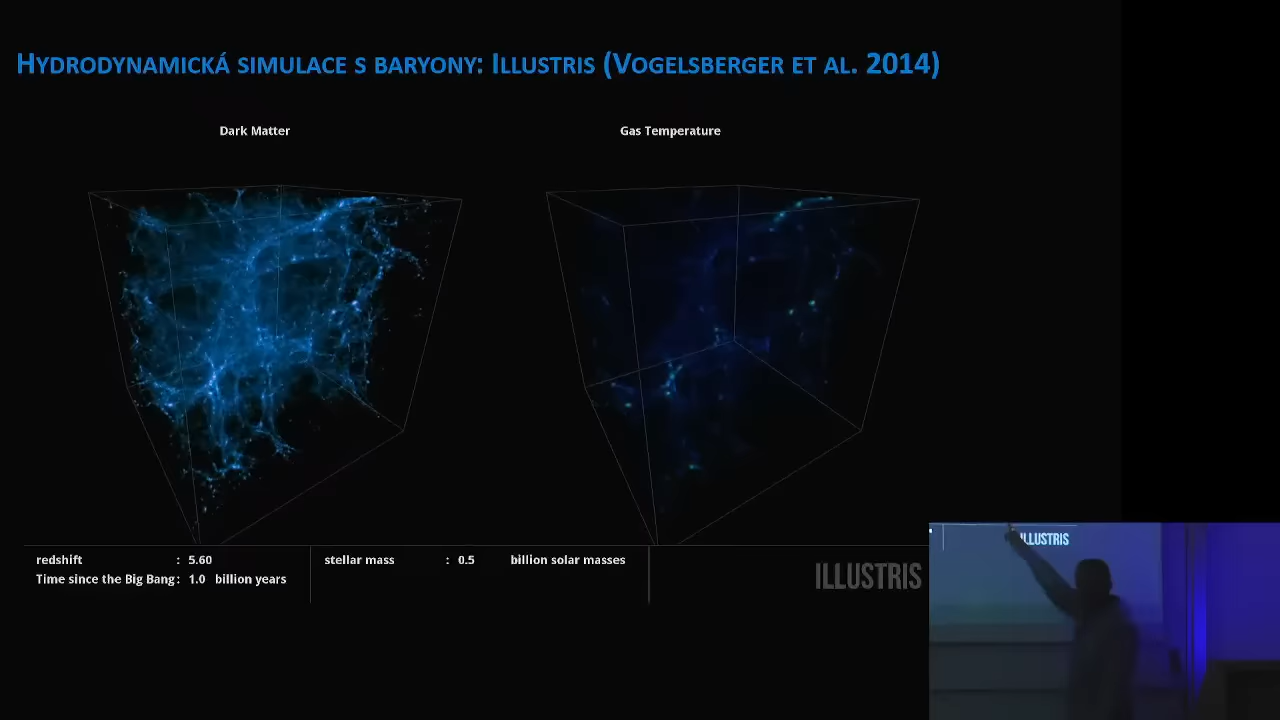 HYDRODYNAMICKÁ SIMULACE S BARYONY: ILLUSTRIS (VOGELSBERGER ET AL. 2014)
Dark Matter
Gas Temperature
redshift : 5.60
Time since the Big Bang : 1.0 billion years
stellar mass : 0.5 billion solar masses
ILLUSTRIS
ILLUSTRIS